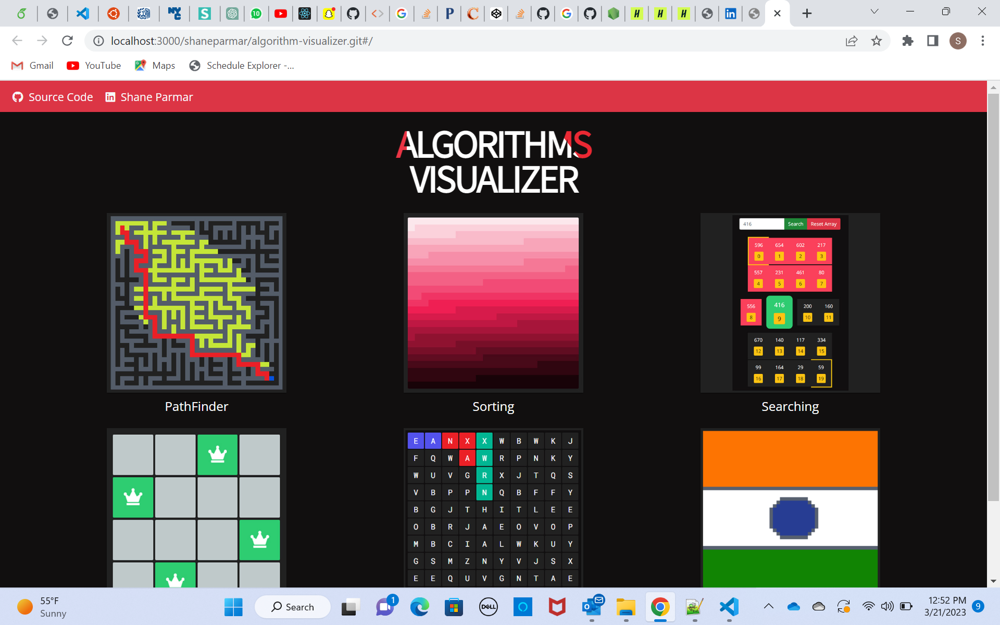 10
localhost:3000/shaneparmar/algorithm-visualizer.git#/
S
Gmail
YouTube
Maps
Schedule Explorer -...
Source Code
Shane Parmar
ALGORITHMS
VISUALIZER
416 Search Reset Array
596 654 602 217
0 1 2 3
557 231 461 80
4 5 6 7
556 416 200 160
8 9 10 11
670 140 117 334
12 13 14 15
99 164 29 59
16 17 18 19
PathFinder
Sorting
Searching
E A N X X W B W K J
F Q W A W R P N K Y
W U V G R X J T Q S
V B P P N Q B F F Y
B G J T H I T L E E
O B R J A E O V O P
M B C I A L W K U Y
G S M Z N Y V J S X
E E Q U V G N T A E
55°F
Sunny
Search
1
DELL
12:52 PM
3/21/2023
9